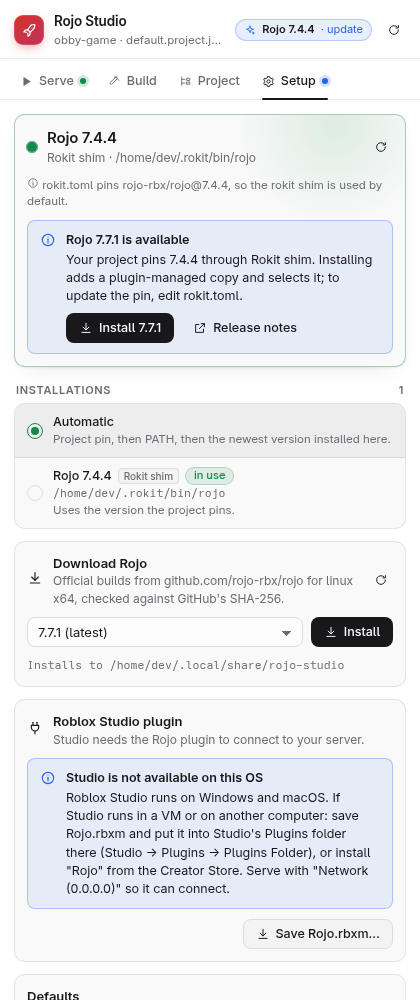 Rojo Studio
obby-game · default.project.j...
Rojo 7.4.4 · update
Serve
Build
Project
Setup
Rojo 7.4.4
Rokit shim · /home/dev/.rokit/bin/rojo
rokit.toml pins rojo-rbx/rojo@7.4.4, so the rokit shim is used by
default.
Rojo 7.7.1 is available
Your project pins 7.4.4 through Rokit shim. Installing
adds a plugin-managed copy and selects it; to
update the pin, edit rokit.toml.
Install 7.7.1
Release notes
INSTALLATIONS
1
Automatic
Project pin, then PATH, then the newest version installed here.
Rojo 7.4.4 Rokit shim in use
/home/dev/.rokit/bin/rojo
Uses the version the project pins.
Download Rojo
Official builds from github.com/rojo-rbx/rojo for linux
x64, checked against GitHub's SHA-256.
7.7.1 (latest)
Install
Installs to /home/dev/.local/share/rojo-studio
Roblox Studio plugin
Studio needs the Rojo plugin to connect to your server.
Studio is not available on this OS
Roblox Studio runs on Windows and macOS. If
Studio runs in a VM or on another computer: save
Rojo.rbxm and put it into Studio's Plugins folder
there (Studio → Plugins → Plugins Folder), or install
"Rojo" from the Creator Store. Serve with "Network
(0.0.0.0)" so it can connect.
Save Rojo.rbxm...
Defaults